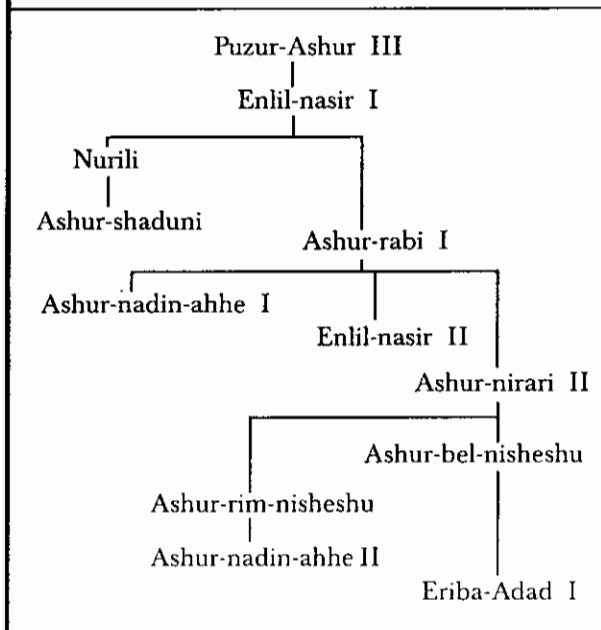 Puzur-Ashur III
Enlil-nasir I
Nurili
Ashur-shaduni
Ashur-rabi I
Ashur-nadin-ahhe I
Enlil-nasir II
Ashur-nirari II
Ashur-bel-nisheshu
Ashur-rim-nisheshu
Ashur-nadin-ahhe II
Eriba-Adad I